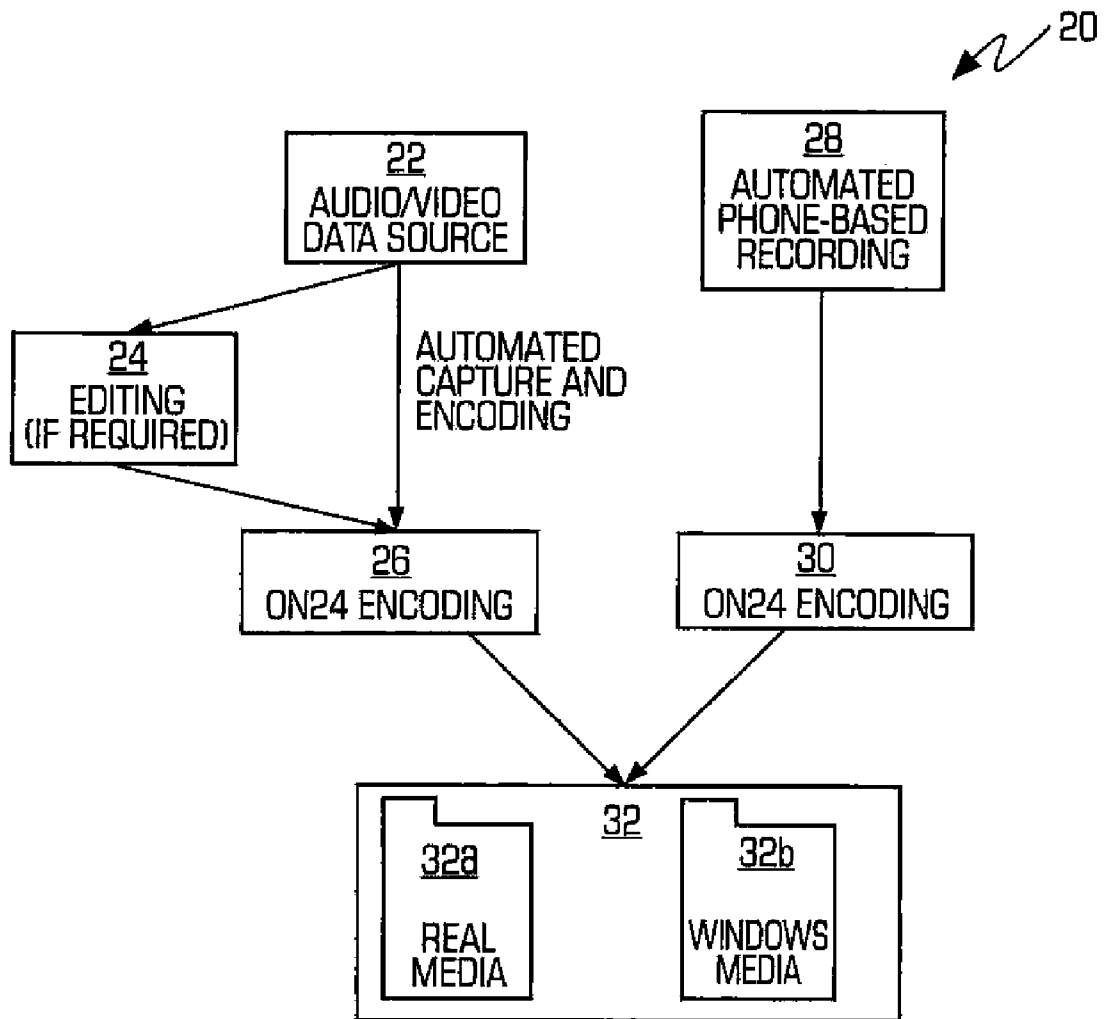 20
22
AUDIO/VIDEO
DATA SOURCE
28
AUTOMATED
PHONE-BASED
RECORDING
24
EDITING
(IF REQUIRED)
AUTOMATED
CAPTURE AND
ENCODING
26
ON24 ENCODING
30
ON24 ENCODING
32
32a
REAL
MEDIA
32b
WINDOWS
MEDIA